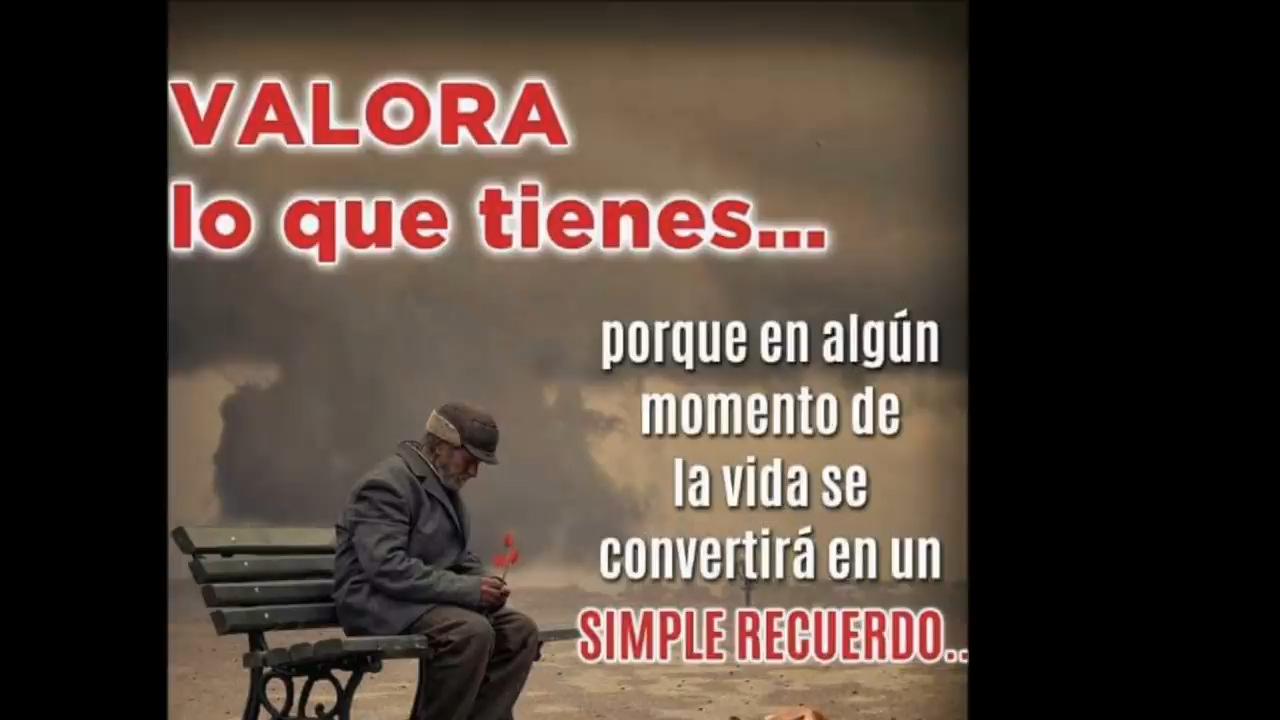 VALORA
lo que tienes...
porque en algún
momento de
la vida se
convertirá en un
SIMPLE RECUERDO..